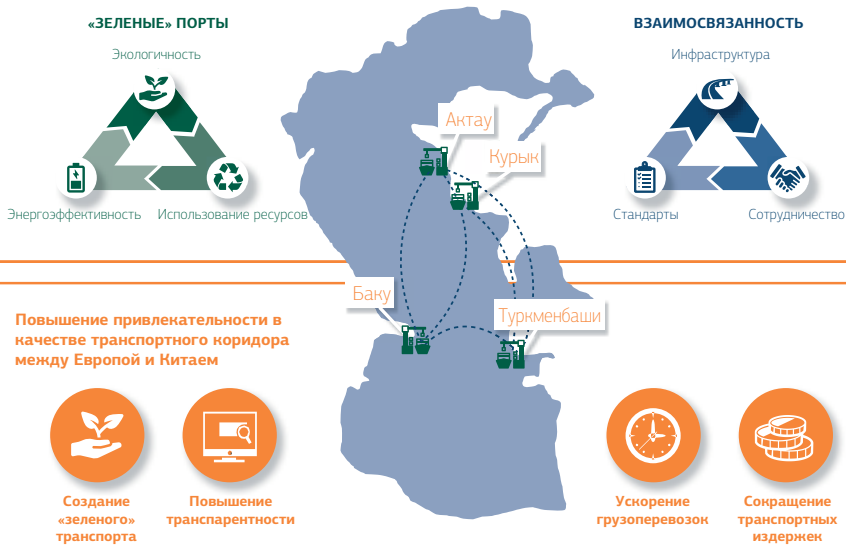 «ЗЕЛЕНЫЕ» ПОРТЫ
Экологичность
Энергоэффективность
Использование ресурсов
ВЗАИМОСВЯЗАННОСТЬ
Инфраструктура
Стандарты
Сотрудничество
Актау
Курык
Баку
Туркменбаши
Повышение привлекательности в
качестве транспортного коридора
между Европой и Китаем
Создание
«зеленого»
транспорта
Повышение
транспарентности
Ускорение
грузоперевозок
Сокращение
транспортных
издержек